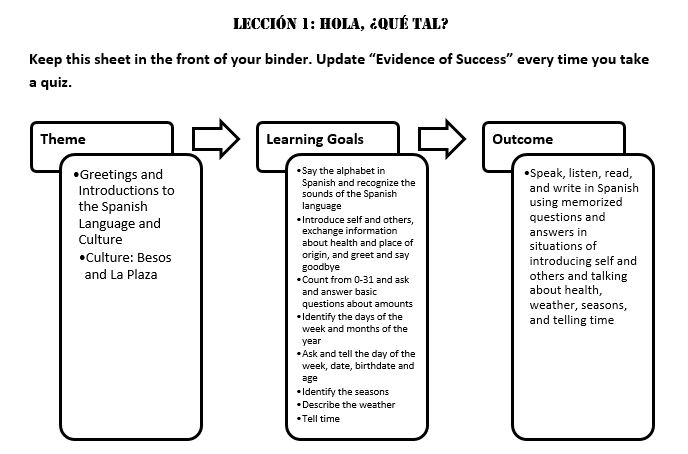 LECCIÓN 1: HOLA, ¿QUÉ TAL?
Keep this sheet in the front of your binder. Update “Evidence of Success” every time you take
a quiz.
Theme
•Greetings and
Introductions to
the Spanish
Language and
Culture
•Culture: Besos
and La Plaza
Learning Goals
•Say the alphabet in
Spanish and recognize the
sounds of the Spanish
language
•Introduce self and others,
exchange information
about health and place of
origin, and greet and say
goodbye
•Count from 0-31 and ask
and answer basic
questions about amounts
•Identify the days of the
week and months of the
year
•Ask and tell the day of the
week, date, birthdate and
age
•Identify the seasons
•Describe the weather
•Tell time
Outcome
•Speak, listen, read,
and write in Spanish
using memorized
questions and
answers in
situations of
introducing self and
others and talking
about health,
weather, seasons,
and telling time